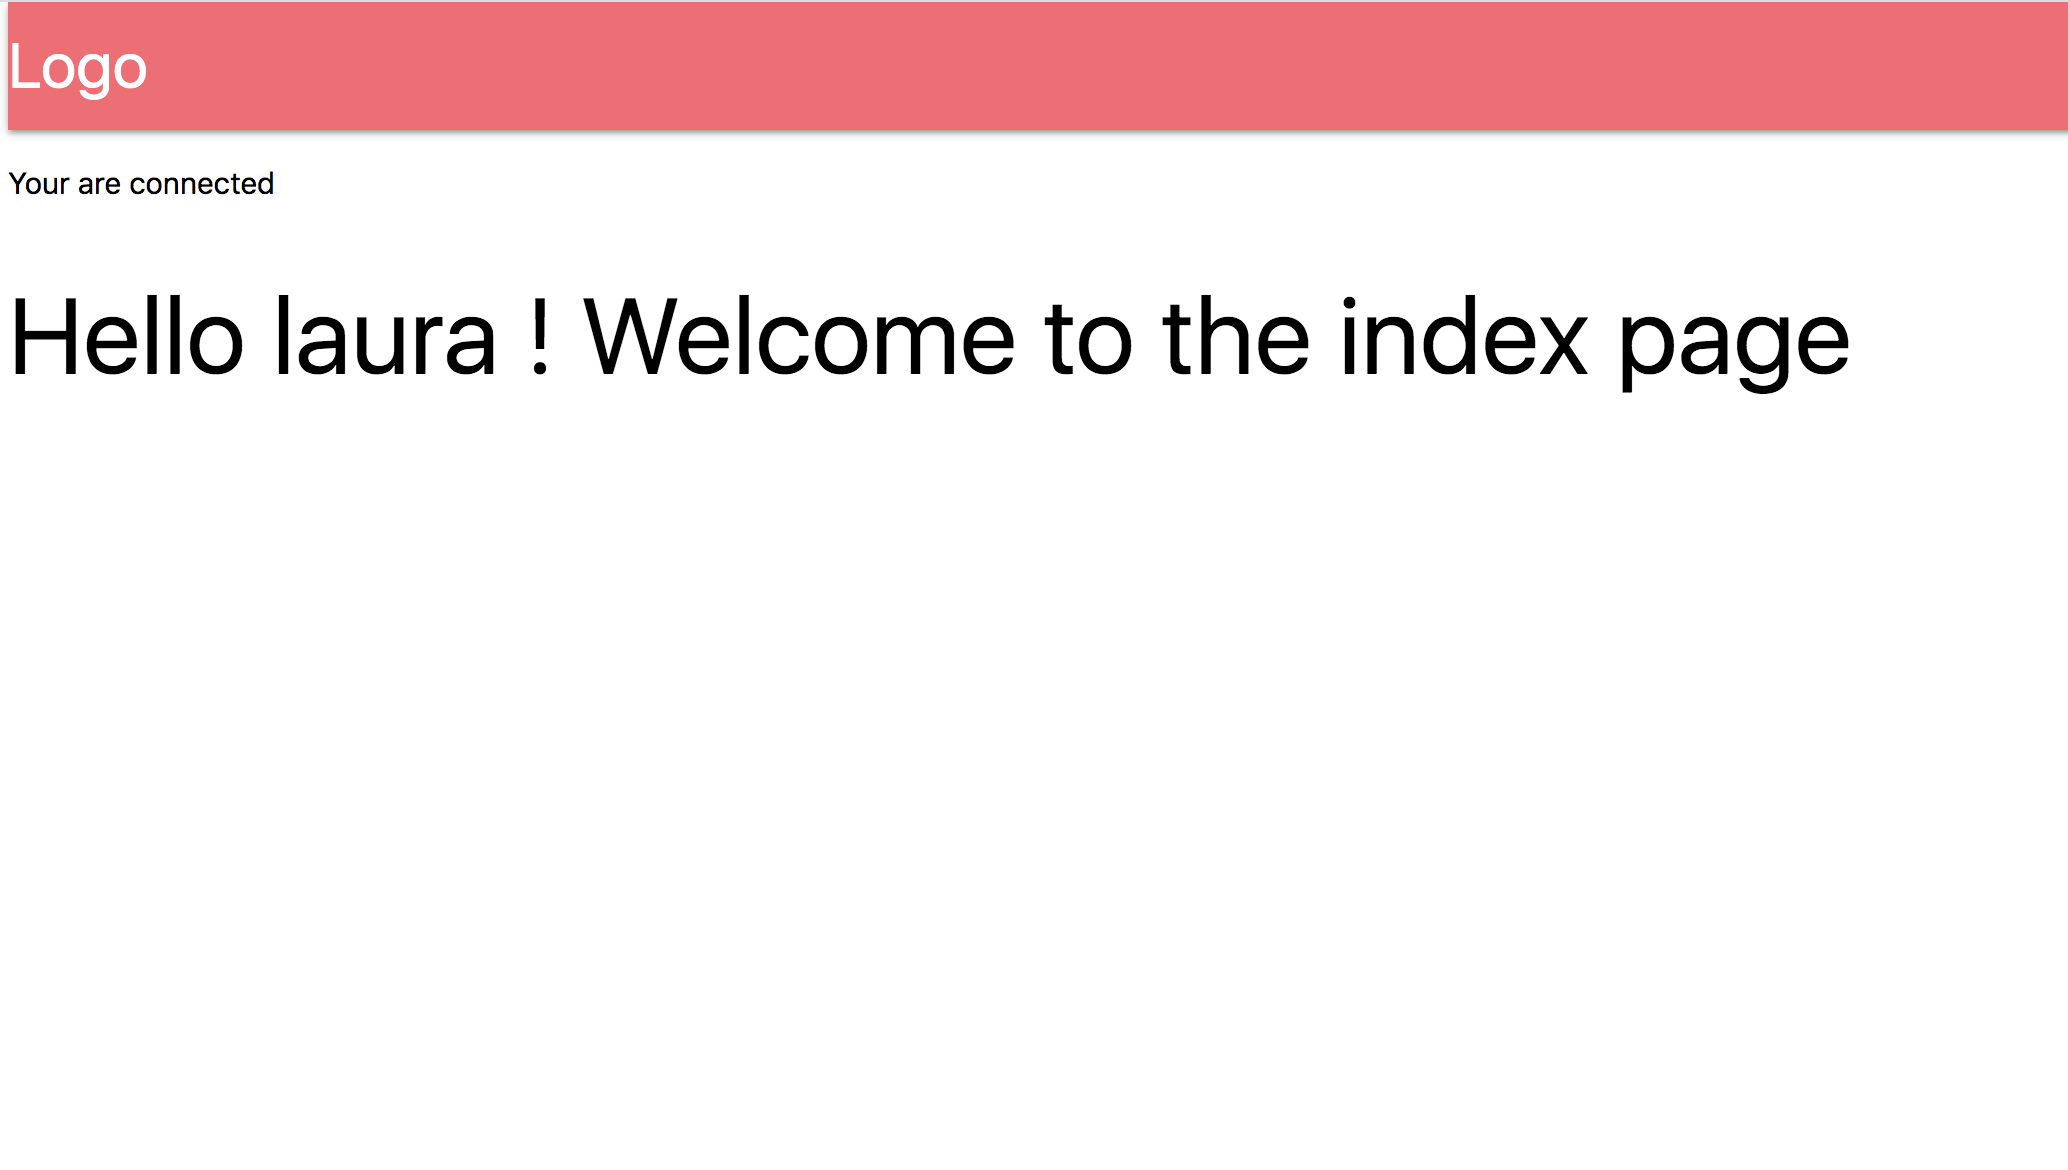 Logo
Your are connected
Hello laura ! Welcome to the index page